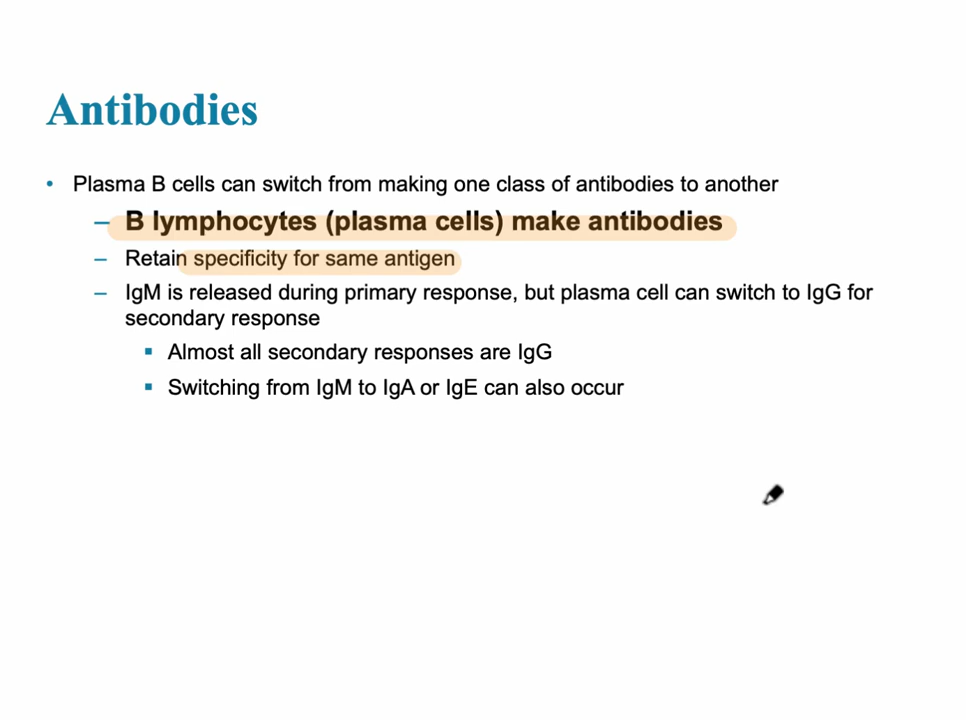 Antibodies
• Plasma B cells can switch from making one class of antibodies to another
– B lymphocytes (plasma cells) make antibodies
– Retain specificity for same antigen
– IgM is released during primary response, but plasma cell can switch to IgG for
secondary response
▪ Almost all secondary responses are IgG
▪ Switching from IgM to IgA or IgE can also occur